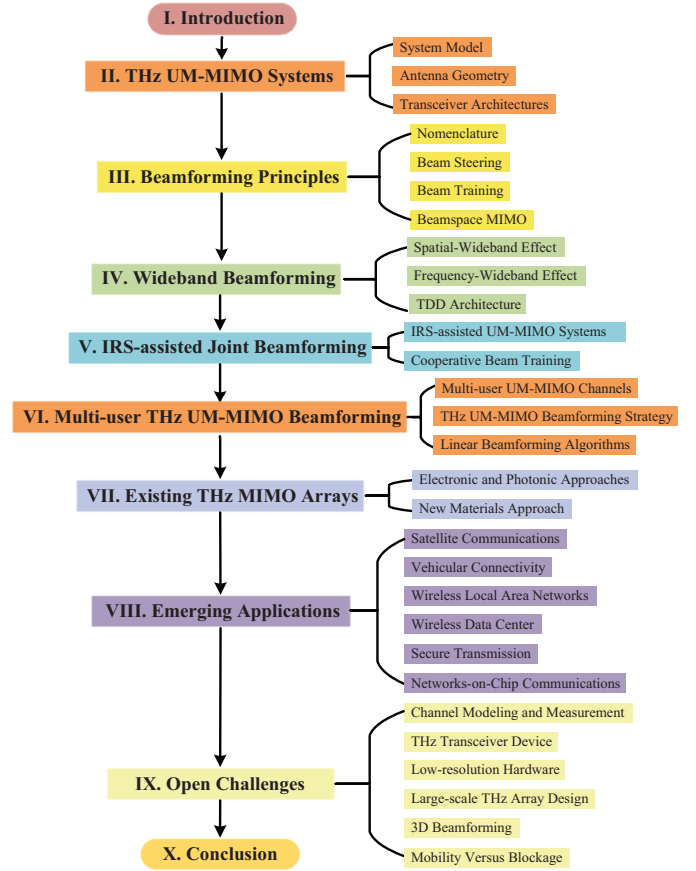 I. Introduction
II. THz UM-MIMO Systems
System Model
Antenna Geometry
Transceiver Architectures
III. Beamforming Principles
Nomenclature
Beam Steering
Beam Training
Beamspace MIMO
IV. Wideband Beamforming
Spatial-Wideband Effect
Frequency-Wideband Effect
TDD Architecture
V. IRS-assisted Joint Beamforming
IRS-assisted UM-MIMO Systems
Cooperative Beam Training
VI. Multi-user THz UM-MIMO Beamforming
Multi-user UM-MIMO Channels
THz UM-MIMO Beamforming Strategy
Linear Beamforming Algorithms
VII. Existing THz MIMO Arrays
Electronic and Photonic Approaches
New Materials Approach
VIII. Emerging Applications
Satellite Communications
Vehicular Connectivity
Wireless Local Area Networks
Wireless Data Center
Secure Transmission
Networks-on-Chip Communications
IX. Open Challenges
Channel Modeling and Measurement
THz Transceiver Device
Low-resolution Hardware
Large-scale THz Array Design
3D Beamforming
Mobility Versus Blockage
X. Conclusion